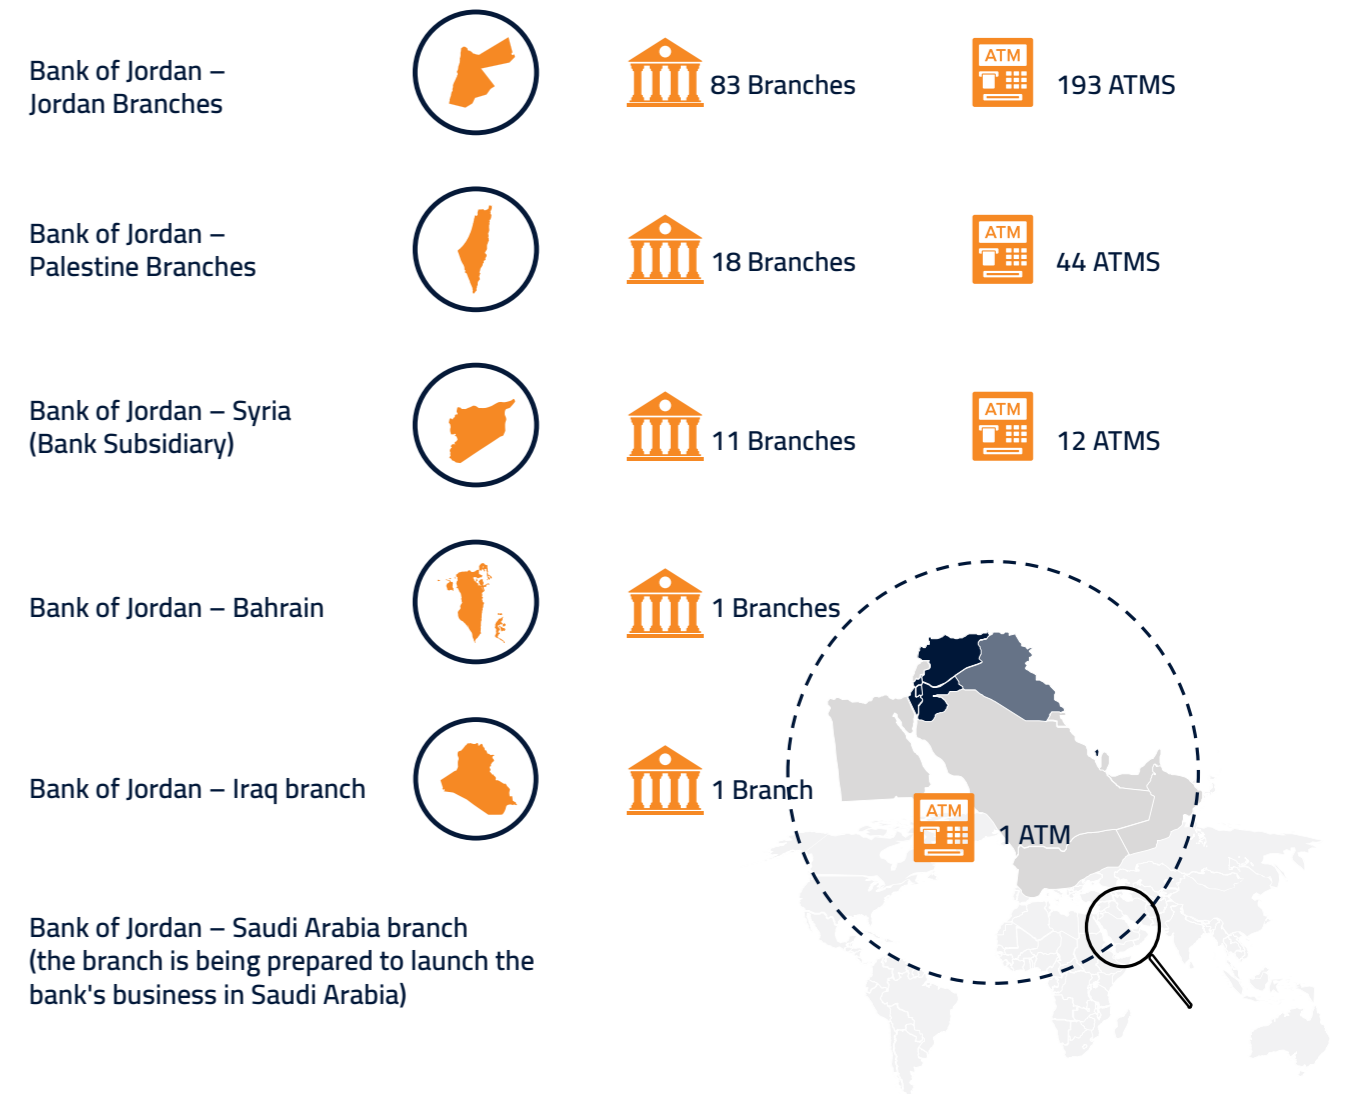 Bank of Jordan –
Jordan Branches
83 Branches
ATM
193 ATMS
Bank of Jordan –
Palestine Branches
18 Branches
ATM
44 ATMS
Bank of Jordan – Syria
(Bank Subsidiary)
11 Branches
ATM
12 ATMS
Bank of Jordan – Bahrain
1 Branches
Bank of Jordan – Iraq branch
1 Branch
ATM
1 ATM
Bank of Jordan – Saudi Arabia branch
(the branch is being prepared to launch the
bank's business in Saudi Arabia)